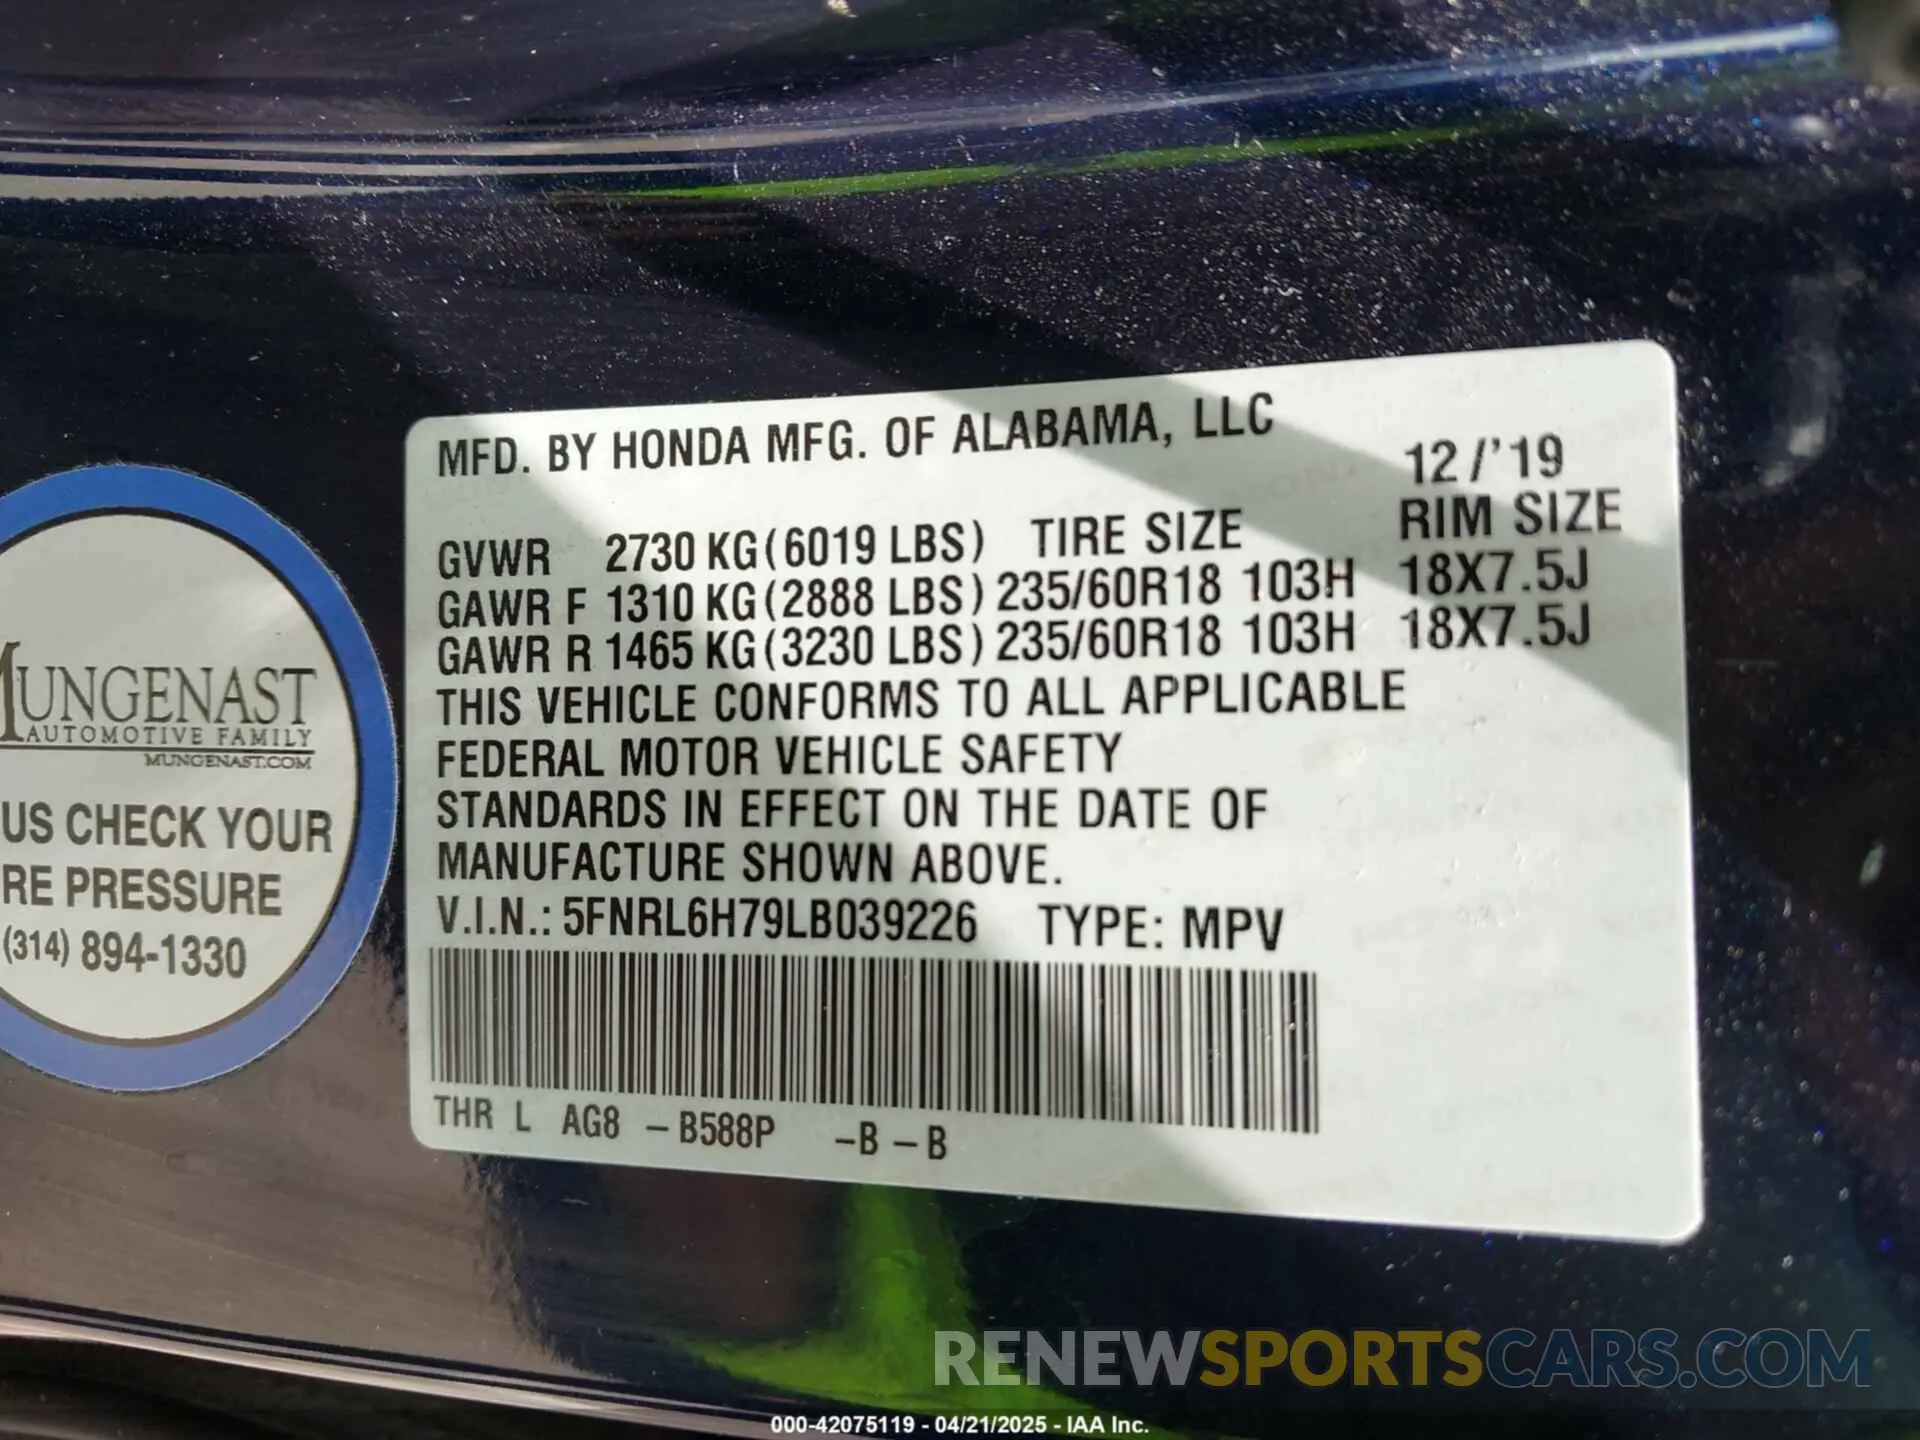 MFD. BY HONDA MFG. OF ALABAMA, LLC
12/'19
GVWR 2730 KG (6019 LBS) TIRE SIZE RIM SIZE
GAWR F 1310 KG (2888 LBS) 235/60R18 103H 18X7.5J
GAWR R 1465 KG (3230 LBS) 235/60R18 103H 18X7.5J
THIS VEHICLE CONFORMS TO ALL APPLICABLE
FEDERAL MOTOR VEHICLE SAFETY
STANDARDS IN EFFECT ON THE DATE OF
MANUFACTURE SHOWN ABOVE.
V.I.N.: 5FNRL6H79LB039226 TYPE: MPV
THR L AG8 -B588P -B-B
MUNGENAST
AUTOMOTIVE FAMILY
MUNGENAST.COM
US CHECK YOUR
RE PRESSURE
(314) 894-1330
RENEWSPORTSCARS.COM
000-42075119 - 04/21/2025 - IAA Inc.